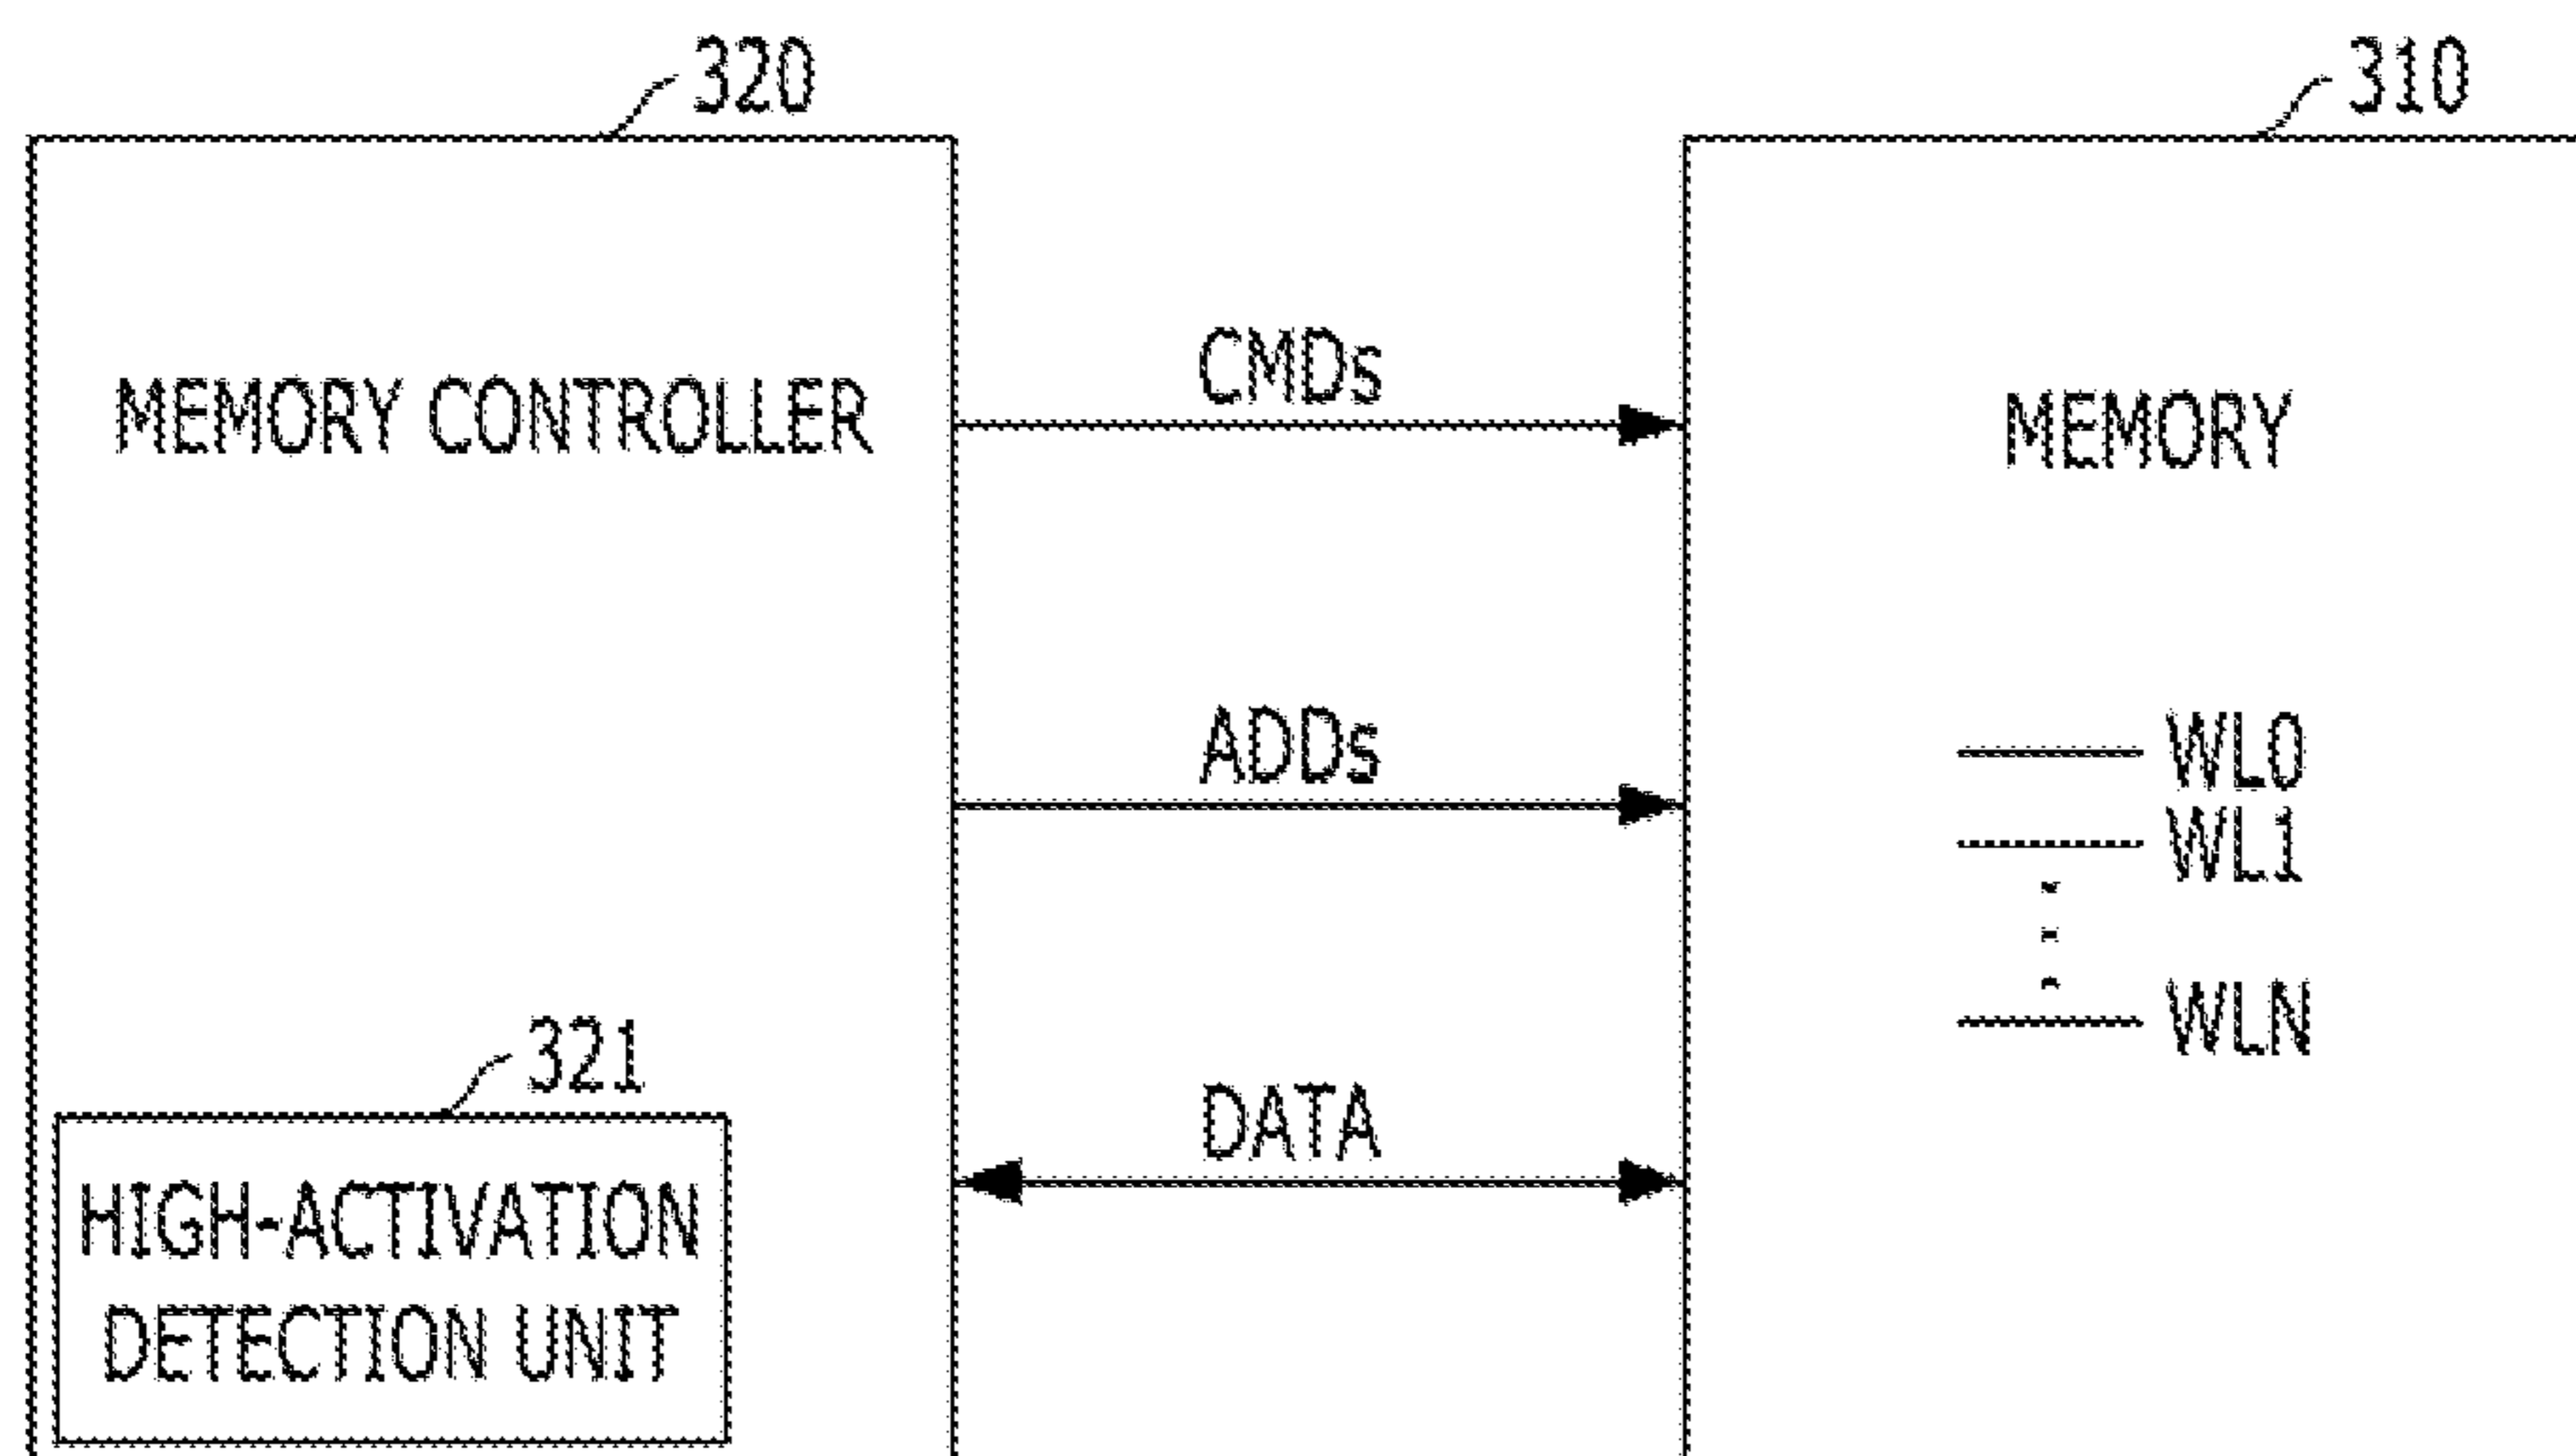 320
310
MEMORY CONTROLLER
CMDs
MEMORY
ADDs
WL0
WL1
WLN
321
DATA
HIGH-ACTIVATION
DETECTION UNIT